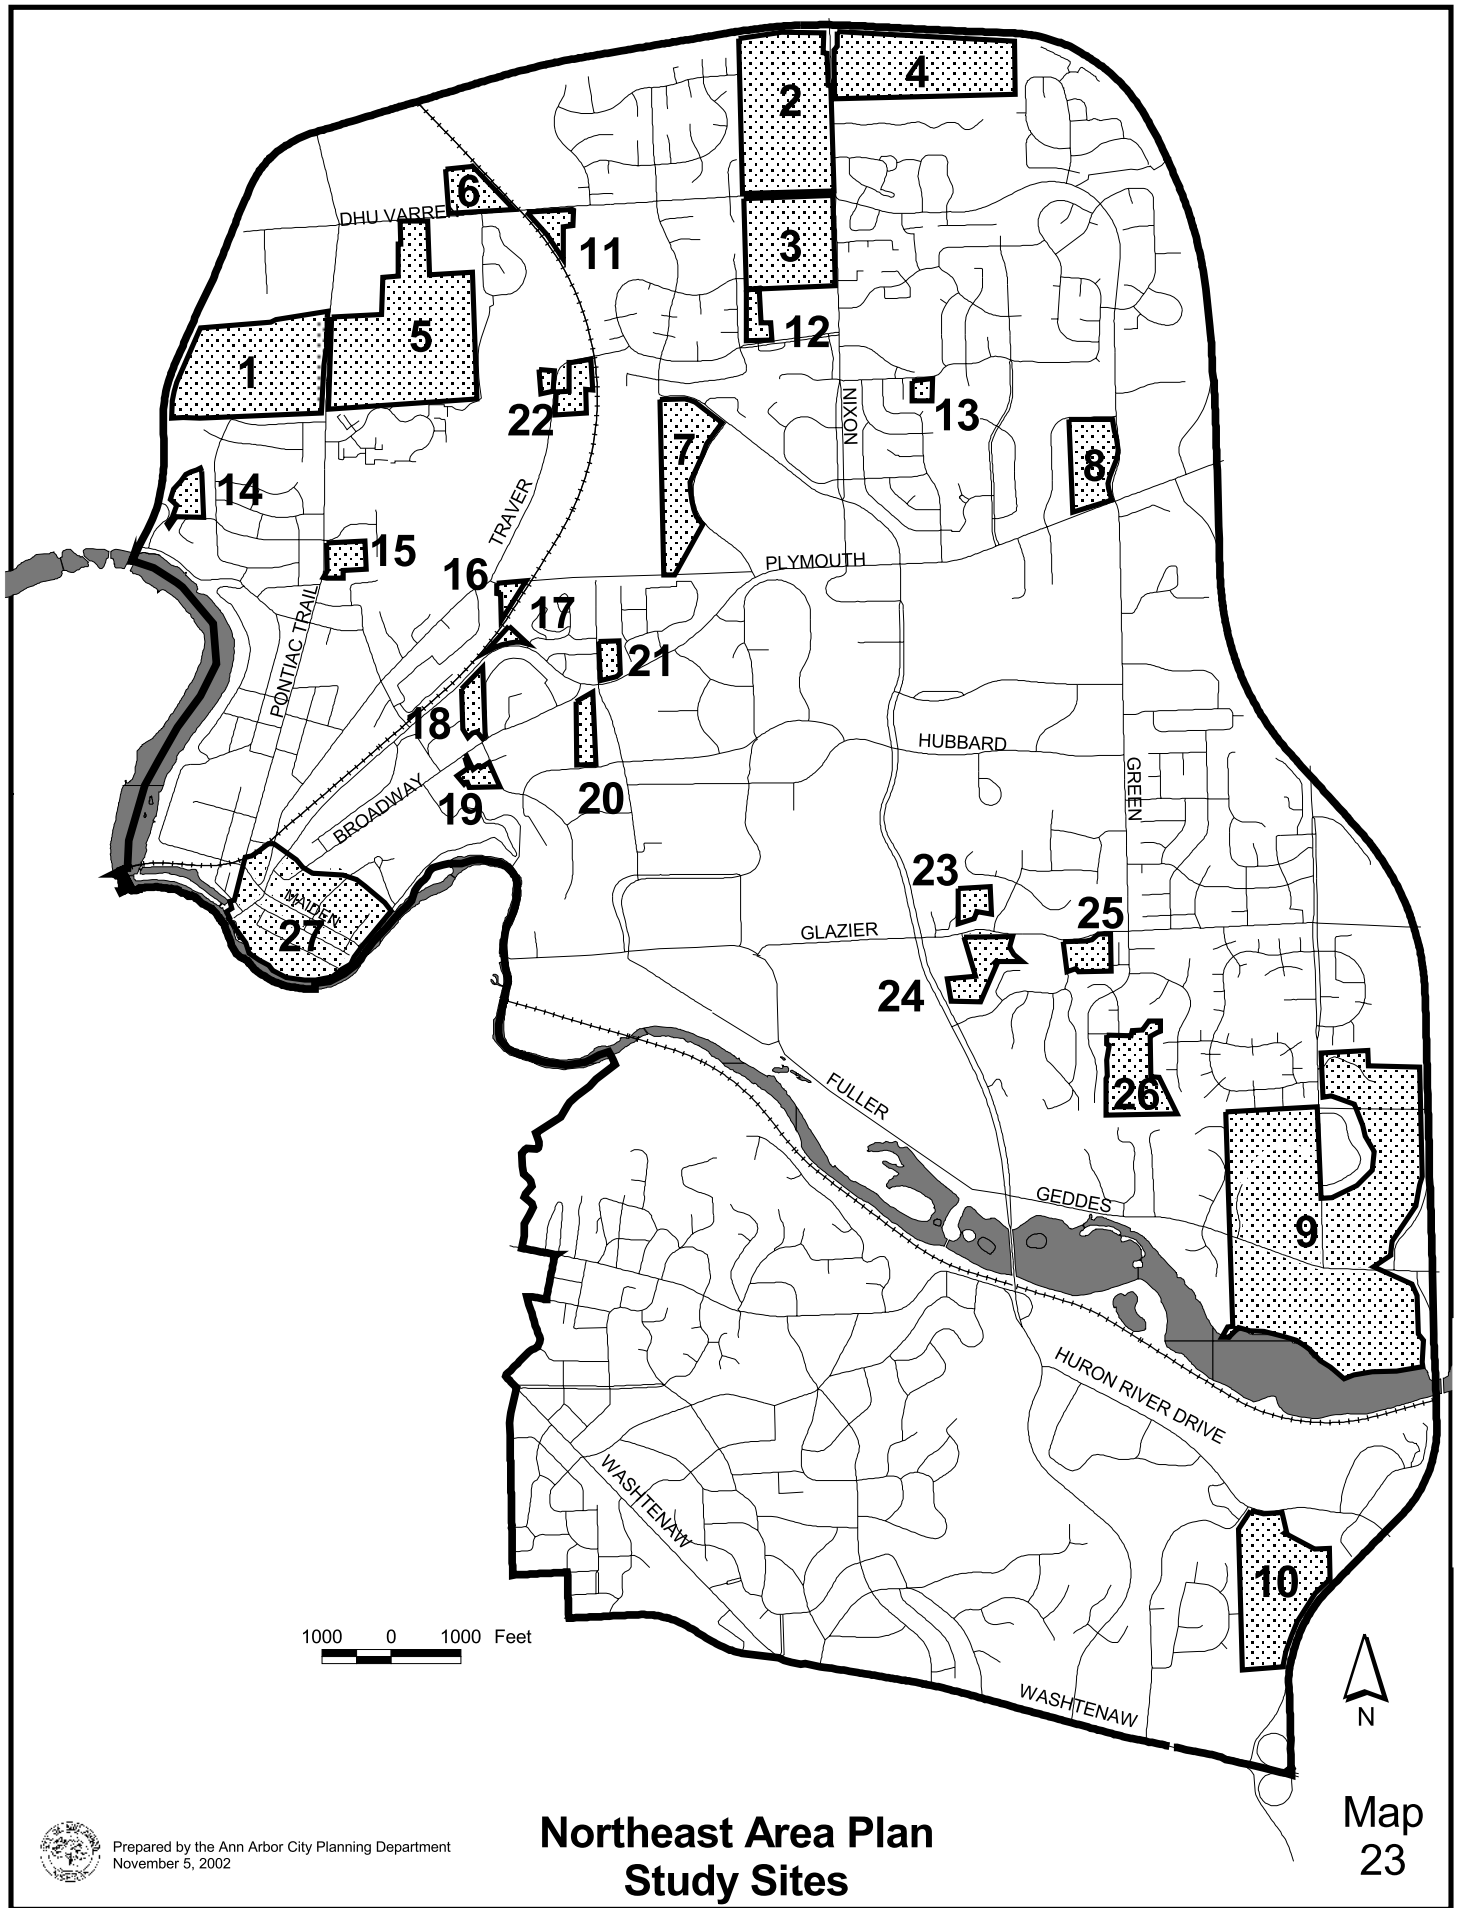 2
4
6
DHU VARREN
11
3
5
12
1
22
NIXON
13
7
8
14
TRAVER
15
PLYMOUTH
16
17
PONTIAC TRAIL
21
18
HUBBARD
GREEN
BROADWAY
20
19
23
MAIDEN
27
GLAZIER
25
24
FULLER
26
GEDDES
9
HURON RIVER DRIVE
WASHTENAW
10
1000 0 1000 Feet
WASHTENAW
N
Map
23
Northeast Area Plan
Study Sites
Prepared by the Ann Arbor City Planning Department
November 5, 2002